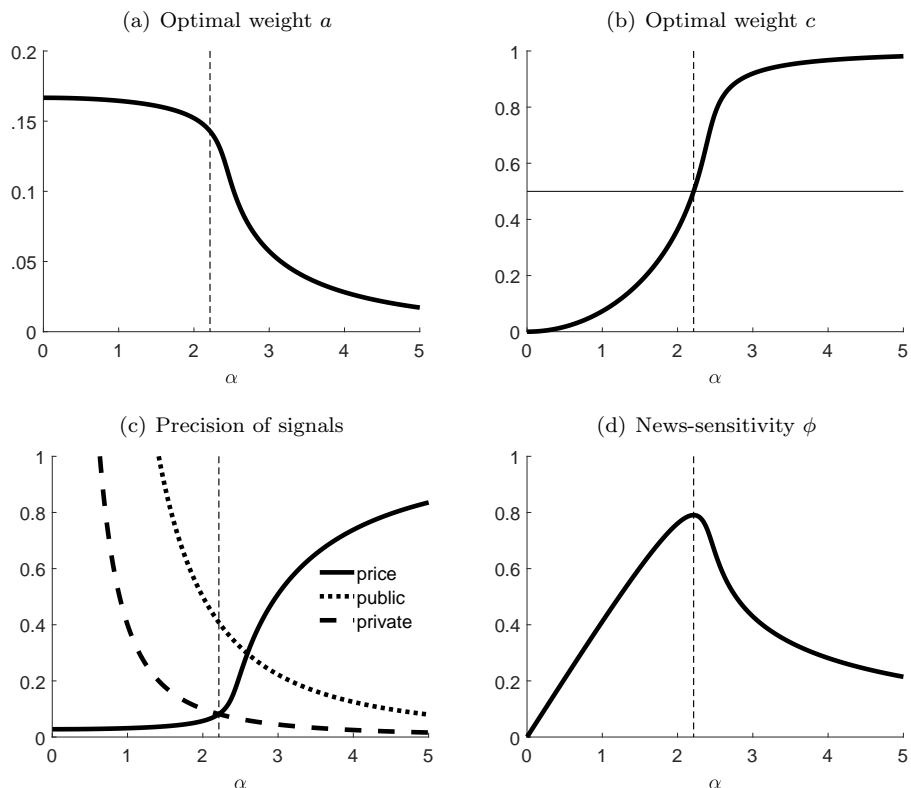 (a) Optimal weight a
0.2
0.15
0.1
.05
0
0 1 2 3 4 5
α
(b) Optimal weight c
1
0.8
0.6
0.4
0.2
0
0 1 2 3 4 5
α
(c) Precision of signals
1
0.8
0.6
0.4
0.2
0
price
public
private
0 1 2 3 4 5
α
(d) News-sensitivity ϕ
1
0.8
0.6
0.4
0.2
0
0 1 2 3 4 5
α